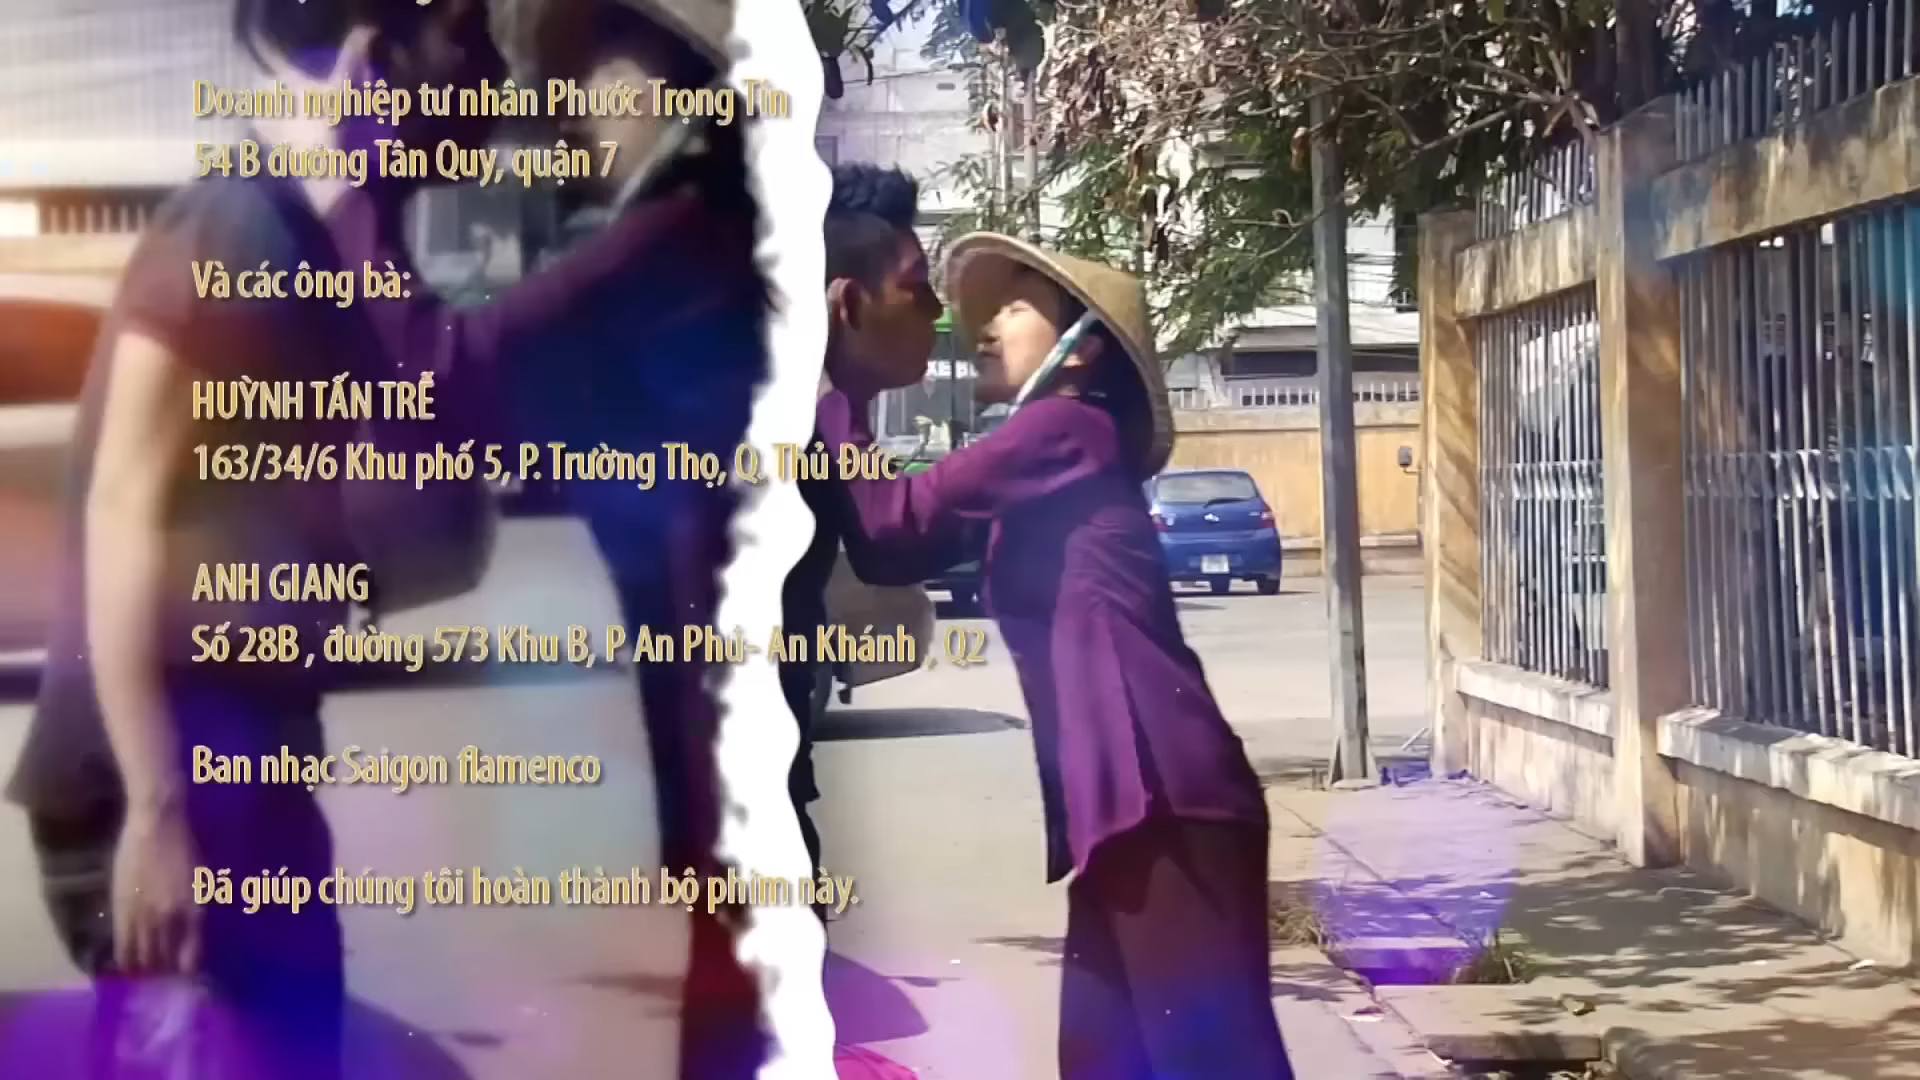 Doanh nghiệp tư nhân Phước Trọng Tín
54 B đường Tân Quy, quận 7
Và các ông bà:
HUỲNH TẤN TRỄ
163/34/6 Khu phố 5, P. Trường Thọ, Q. Thủ Đức
ANH GIANG
Số 28B , đường 573 Khu B, P An Phú- An Khánh , Q2
Ban nhạc Saigon flamenco
Đã giúp chúng tôi hoàn thành bộ phim này.